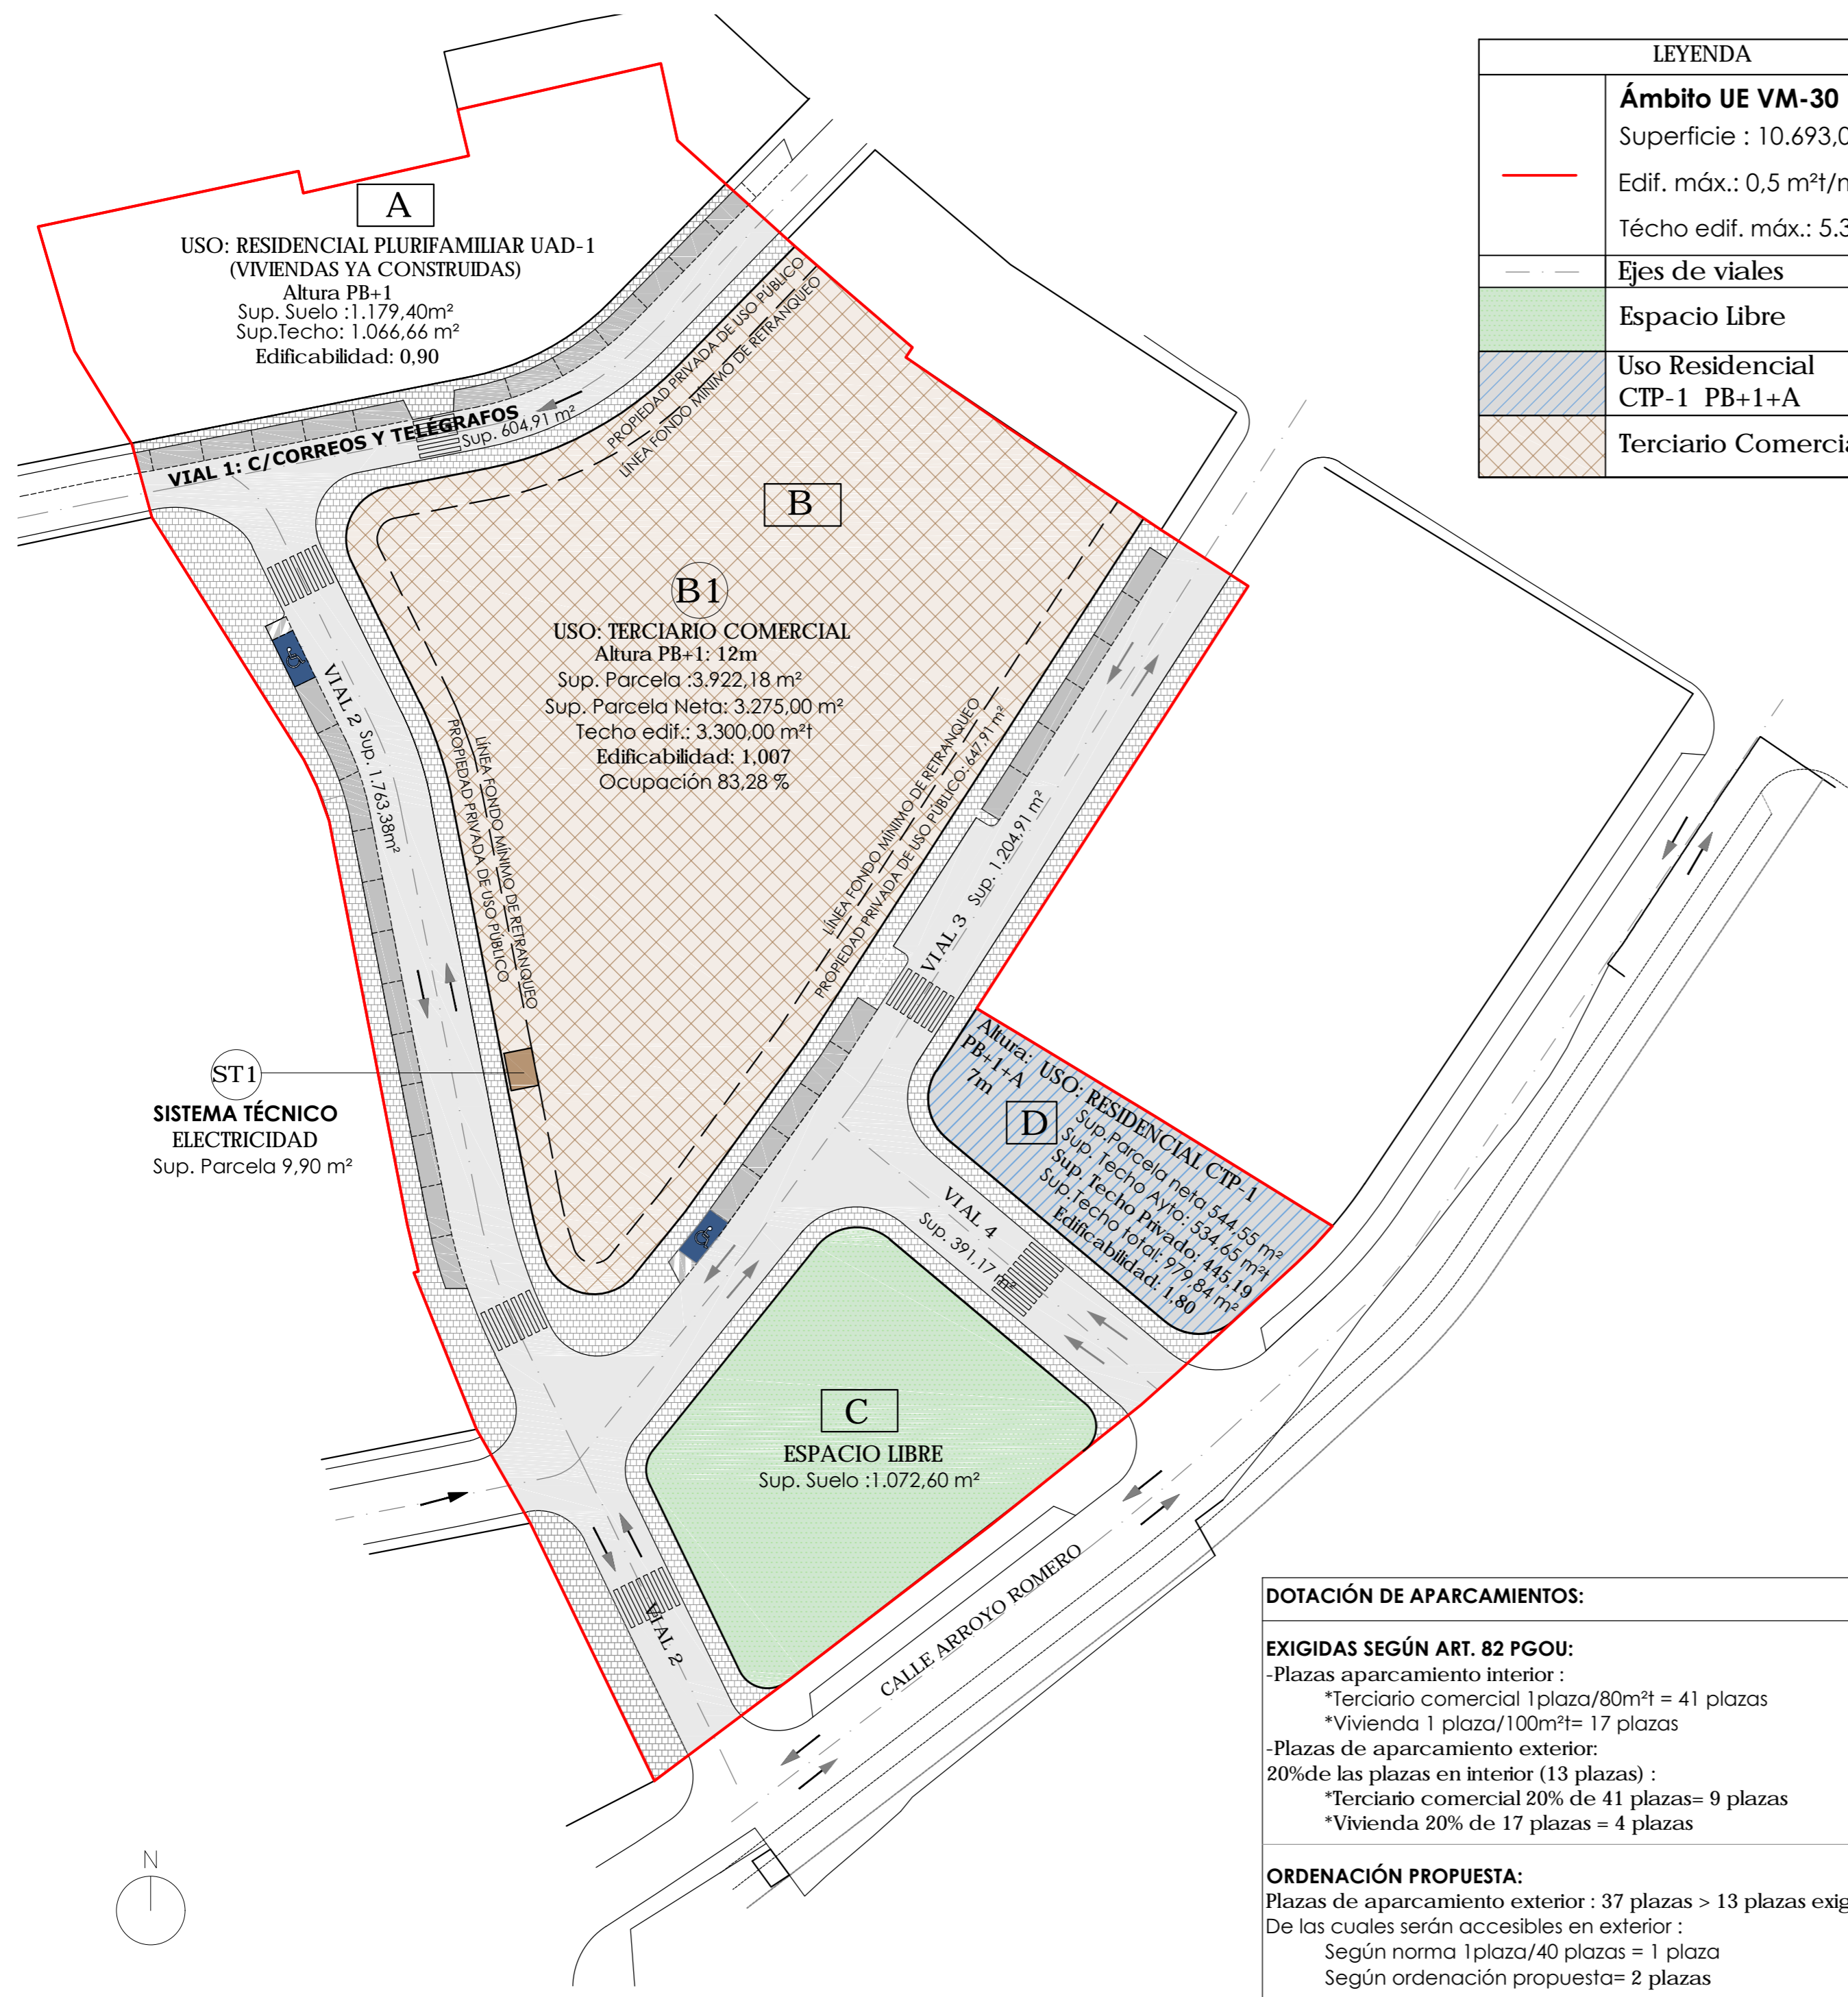 LEYENDA
Ámbito UE VM-30
Superficie : 10.693,0
Edif. máx.: 0,5 m²t/m
Técho edif. máx.: 5.3
Ejes de viales
Espacio Libre
Uso Residencial
CTP-1 PB+1+A
Terciario Comercia
A
USO: RESIDENCIAL PLURIFAMILIAR UAD-1
(VIVIENDAS YA CONSTRUIDAS)
Altura PB+1
Sup. Suelo :1.179,40m²
Sup.Techo: 1.066,66 m²
Edificabilidad: 0,90
VIAL 1: C/CORREOS Y TELÉGRAFOS
Sup. 604,91 m²
PROPIEDAD PRIVADA DE USO PÚBLICO
LÍNEA FONDO MÍNIMO DE RETRANQUEO
B
B1
USO: TERCIARIO COMERCIAL
Altura PB+1: 12m
Sup. Parcela :3.922,18 m²
Sup. Parcela Neta: 3.275,00 m²
Techo edif.: 3.300,00 m²t
Edificabilidad: 1,007
Ocupación 83,28 %
VIAL 2 Sup. 1.763,38m²
LÍNEA FONDO MÍNIMO DE RETRANQUEO
PROPIEDAD PRIVADA DE USO PÚBLICO
LÍNEA FONDO MÍNIMO DE RETRANQUEO
PROPIEDAD PRIVADA DE USO PÚBLICO: 647,91 m²
VIAL 3 Sup. 1.204,91 m²
ST1
SISTEMA TÉCNICO
ELECTRICIDAD
Sup. Parcela 9,90 m²
Altura:
PB+1+A
7m
D
USO: RESIDENCIAL CTP-1
Sup.Parcela neta 544,55 m²
Sup. Techo Ayto: 534,65 m²t
Sup. Techo Privado: 445,19
Sup.Techo total: 979,84 m²
Edificabilidad: 1,80
VIAL 4
Sup. 391,17 m²
C
ESPACIO LIBRE
Sup. Suelo :1.072,60 m²
VIAL 2
CALLE ARROYO ROMERO
N
DOTACIÓN DE APARCAMIENTOS:
EXIGIDAS SEGÚN ART. 82 PGOU:
-Plazas aparcamiento interior :
*Terciario comercial 1plaza/80m²t = 41 plazas
*Vivienda 1 plaza/100m²t= 17 plazas
-Plazas de aparcamiento exterior:
20%de las plazas en interior (13 plazas) :
*Terciario comercial 20% de 41 plazas= 9 plazas
*Vivienda 20% de 17 plazas = 4 plazas
ORDENACIÓN PROPUESTA:
Plazas de aparcamiento exterior : 37 plazas > 13 plazas exig
De las cuales serán accesibles en exterior :
Según norma 1plaza/40 plazas = 1 plaza
Según ordenación propuesta= 2 plazas